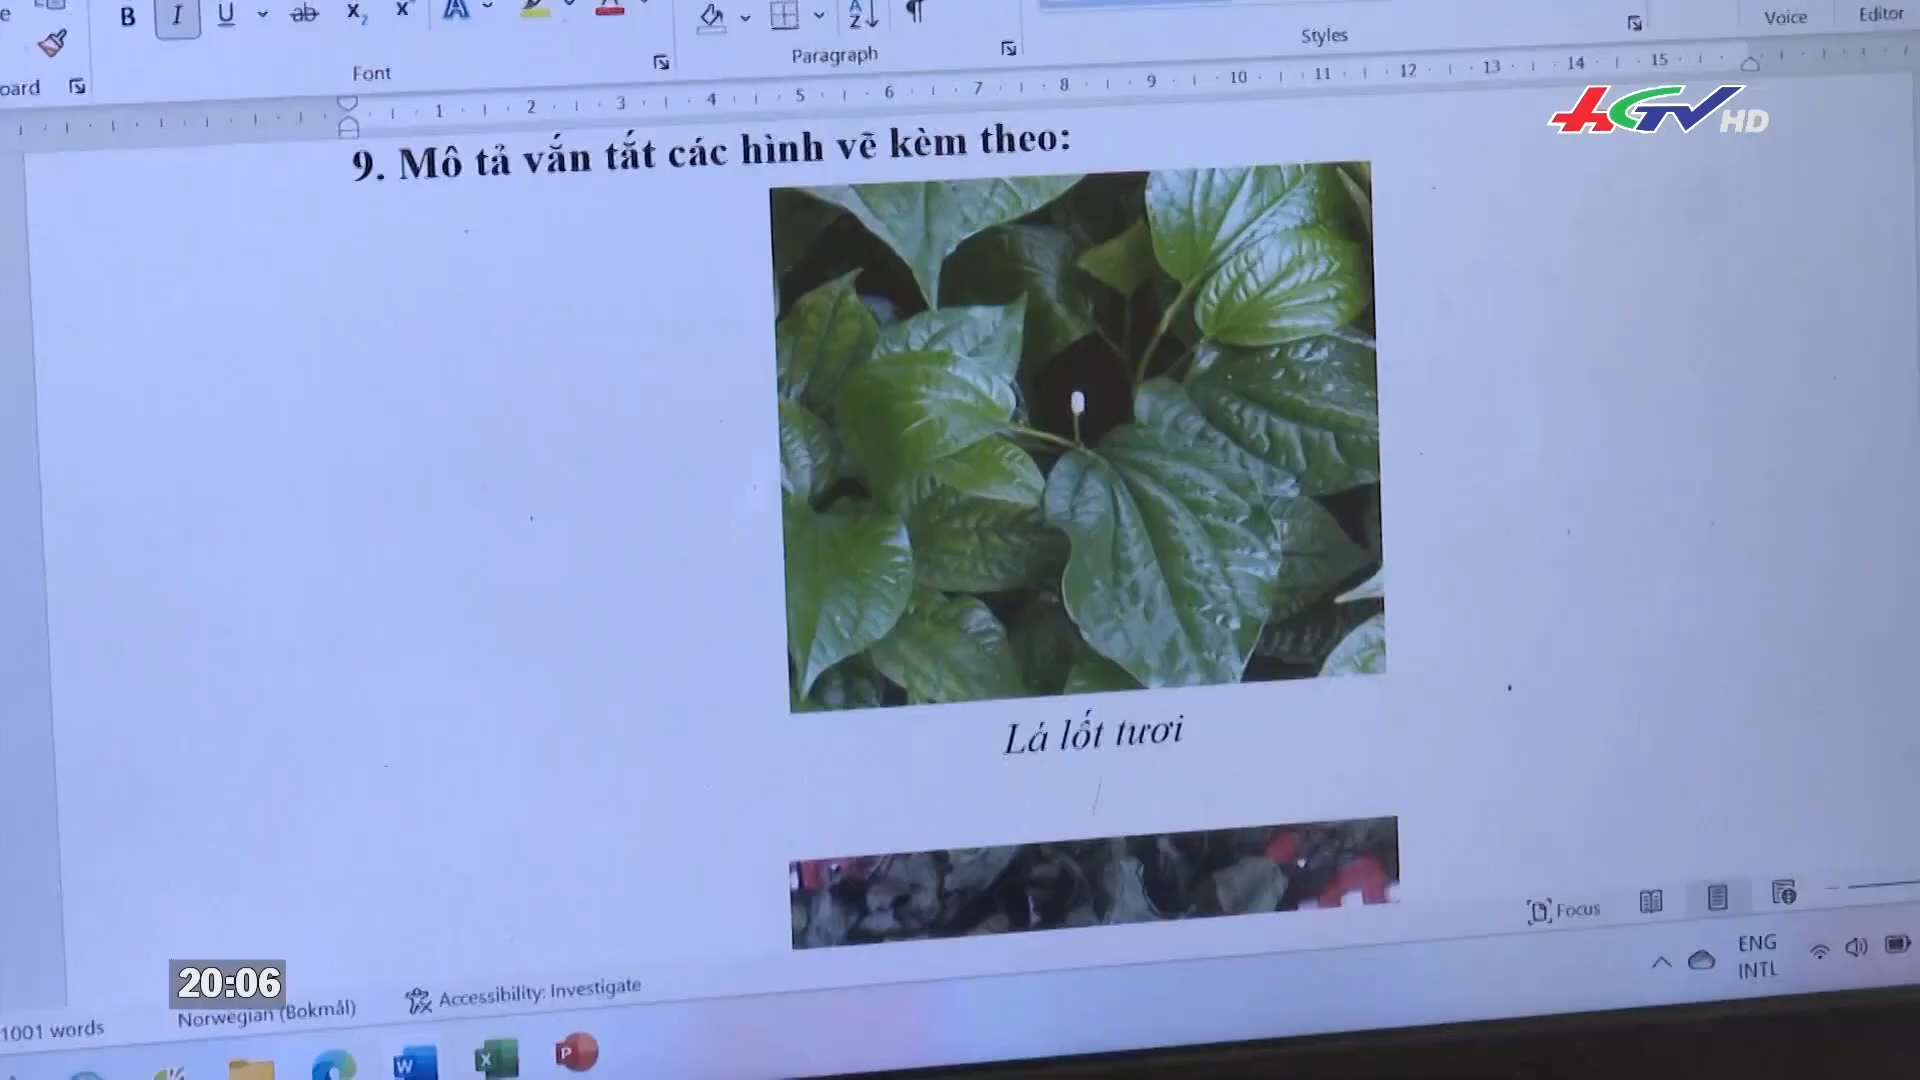 B I U ab X₂ X A
A Z ¶
oard
Font
Paragraph
Styles
Voice
Editor
1 2 3 4 5 6 7 8 9 10 11 12 13 14 15
HGTV HD
9. Mô tả vắn tắt các hình vẽ kèm theo:
Lá lốt tươi
Focus
20:06
1001 words
Norwegian (Bokmål)
Accessibility: Investigate
ENG
INTL
W X P